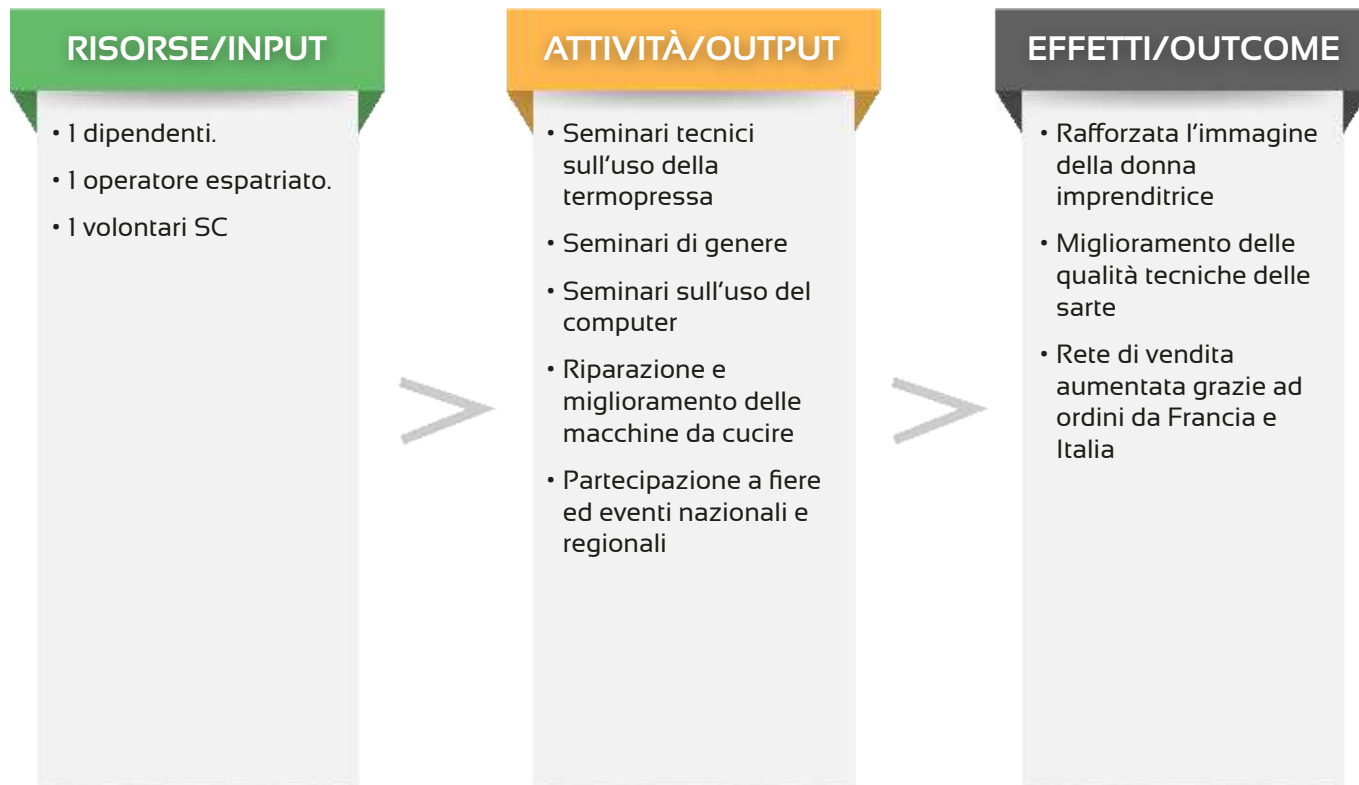 RISORSE/INPUT
• 1 dipendenti.
• 1 operatore espatriato.
• 1 volontari SC
ATTIVITÀ/OUTPUT
• Seminari tecnici
sull'uso della
termopressa
• Seminari di genere
• Seminari sull'uso del
computer
• Riparazione e
miglioramento delle
macchine da cucire
• Partecipazione a fiere
ed eventi nazionali e
regionali
EFFETTI/OUTCOME
• Rafforzata l'immagine
della donna
imprenditrice
• Miglioramento delle
qualità tecniche delle
sarte
• Rete di vendita
aumentata grazie ad
ordini da Francia e
Italia